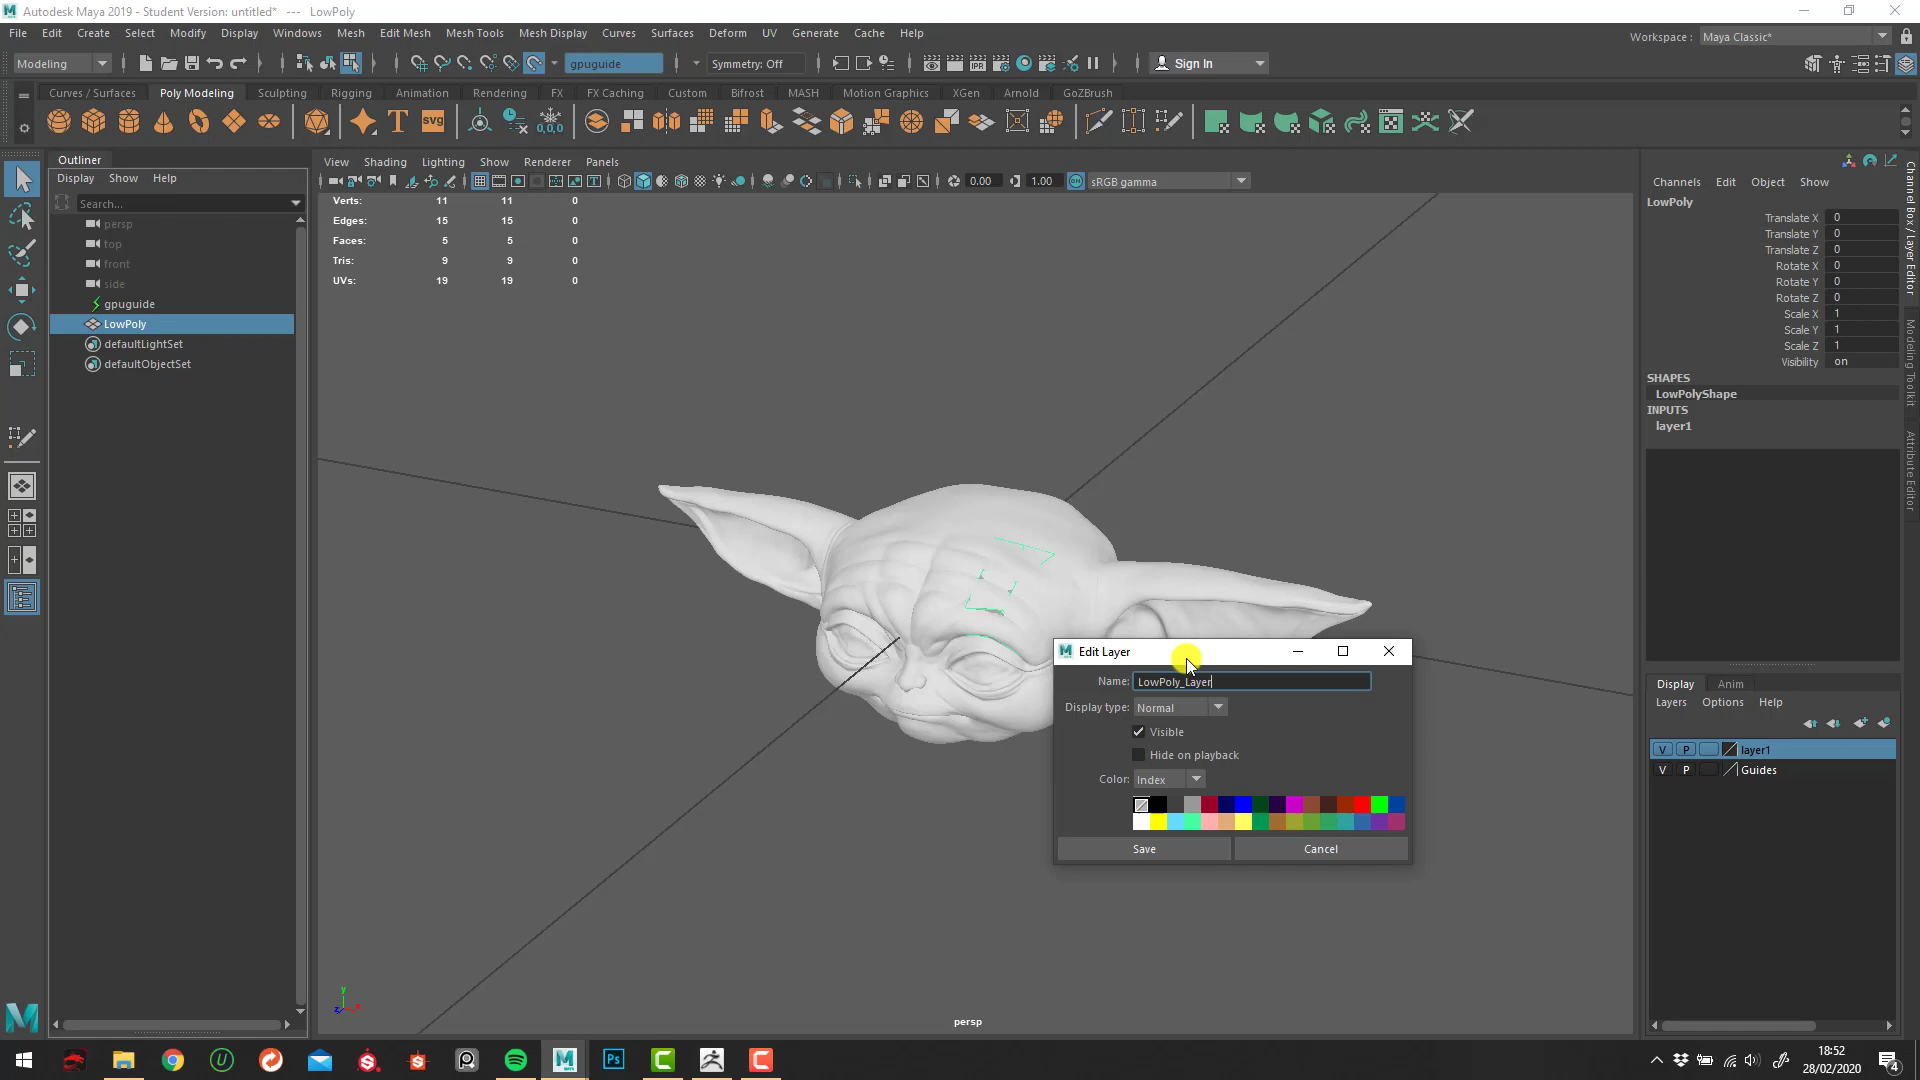 Autodesk Maya 2019 - Student Version: untitled* --- LowPoly
File Edit Create Select Modify Display Windows Mesh Edit Mesh Mesh Tools Mesh Display Curves Surfaces Deform UV Generate Cache Help
Workspace : Maya Classic*
Modeling gpuguide Symmetry: Off Sign In
Curves / Surfaces Poly Modeling Sculpting Rigging Animation Rendering FX FX Caching Custom Bifrost MASH Motion Graphics XGen Arnold GoZBrush
Outliner
Display Show Help
Search...
persp
top
front
side
gpuguide
LowPoly
defaultLightSet
defaultObjectSet
View Shading Lighting Show Renderer Panels
0.00 1.00 sRGB gamma
Verts: 11 11 0
Edges: 15 15 0
Faces: 5 5 0
Tris: 9 9 0
UVs: 19 19 0
persp
Edit Layer
Name: LowPoly_Layer
Display type: Normal
Visible
Hide on playback
Color: Index
Save Cancel
Channels Edit Object Show
LowPoly
Translate X 0
Translate Y 0
Translate Z 0
Rotate X 0
Rotate Y 0
Rotate Z 0
Scale X 1
Scale Y 1
Scale Z 1
Visibility on
SHAPES
LowPolyShape
INPUTS
layer1
Display Anim
Layers Options Help
V P layer1
V P Guides
Channel Box / Layer Editor
Modeling Toolkit
Attribute Editor
18:52
28/02/2020